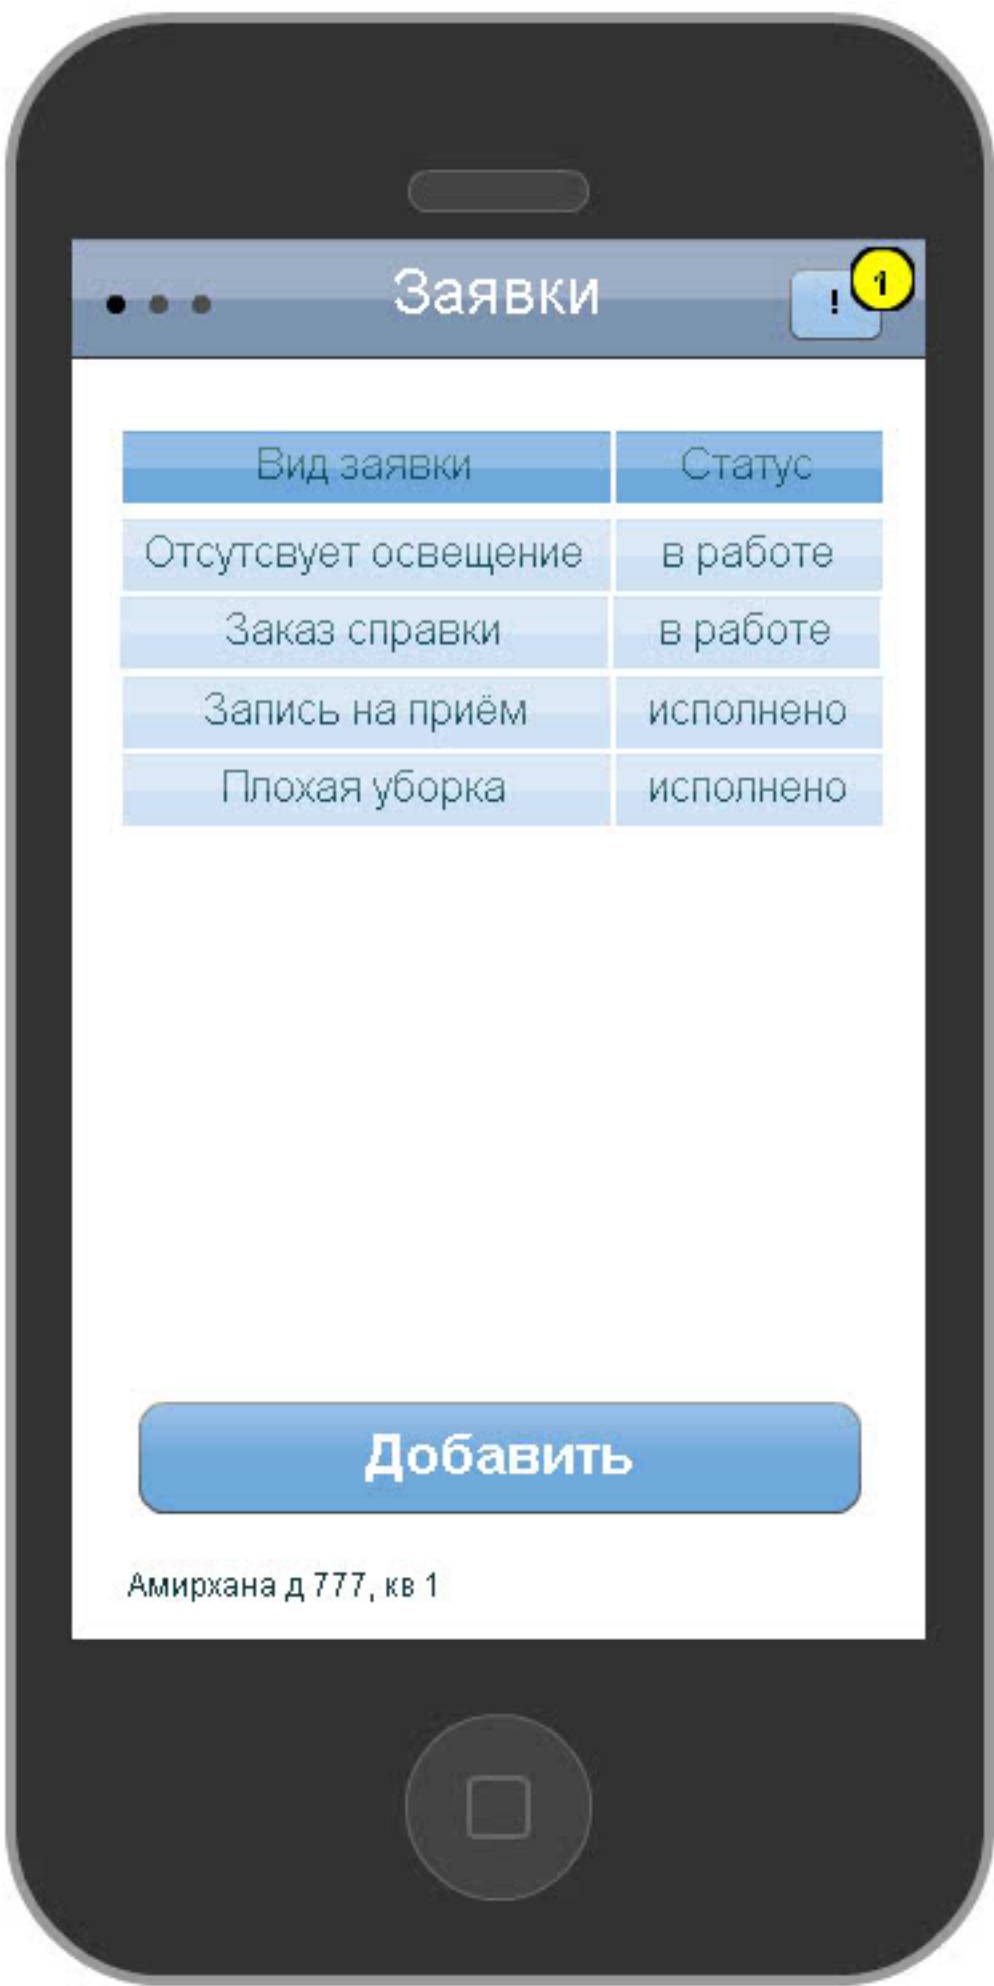 Заявки
!
1
Вид заявки Статус
Отсутсвует освещение в работе
Заказ справки в работе
Запись на приём исполнено
Плохая уборка исполнено
Добавить
Амирхана д 777, кв 1